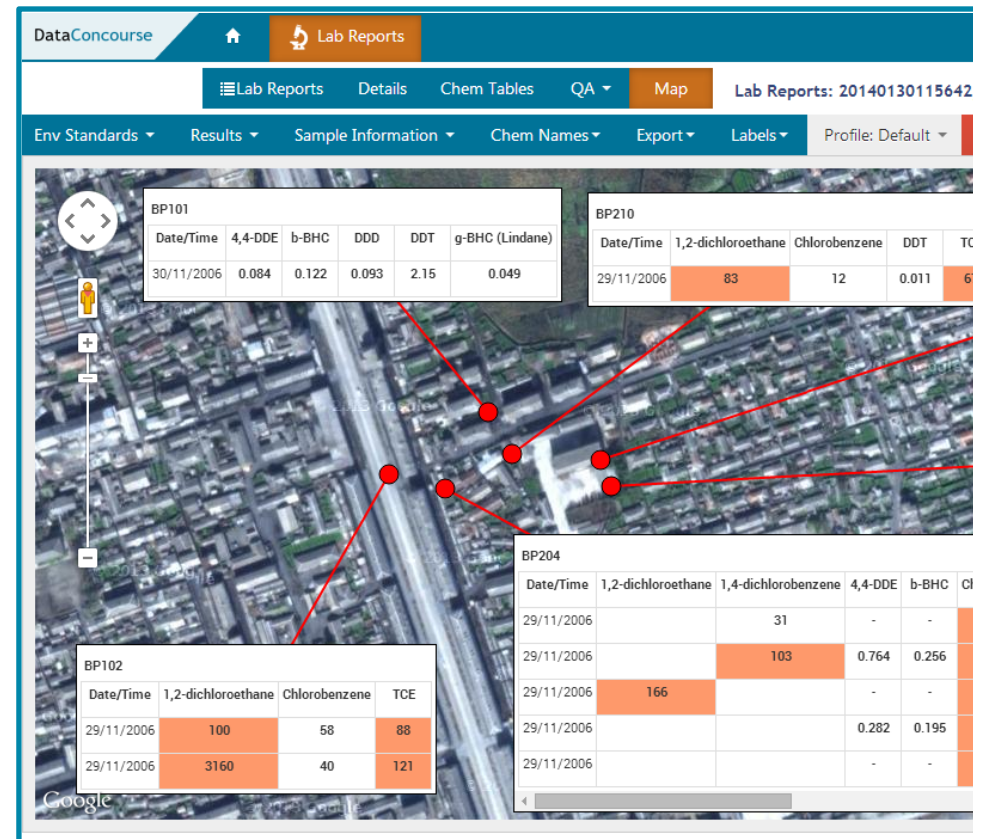 DataConcourse Lab Reports
Lab Reports Details Chem Tables QA Map Lab Reports: 20140130115642
Env Standards Results Sample Information Chem Names Export Labels Profile: Default
BP101
Date/Time 4,4-DDE b-BHC DDD DDT g-BHC (Lindane)
30/11/2006 0.084 0.122 0.093 2.15 0.049
BP210
Date/Time 1,2-dichloroethane Chlorobenzene DDT
29/11/2006 83 12 0.011
© 2013 Google
BP204
Date/Time 1,2-dichloroethane 1,4-dichlorobenzene 4,4-DDE b-BHC
29/11/2006 31 - -
29/11/2006 103 0.764 0.256
29/11/2006 166 - -
29/11/2006 0.282 0.195
29/11/2006 - -
BP102
Date/Time 1,2-dichloroethane Chlorobenzene TCE
29/11/2006 100 58 88
29/11/2006 3160 40 121
Google